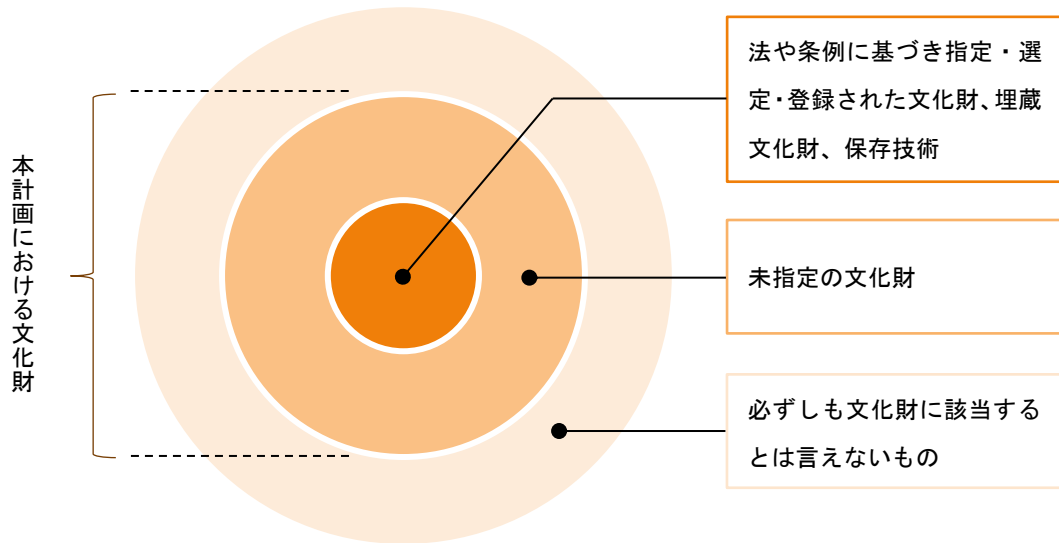 本計画における文化財
法や条例に基づき指定・選
定・登録された文化財、埋蔵
文化財、保存技術
未指定の文化財
必ずしも文化財に該当する
とは言えないもの